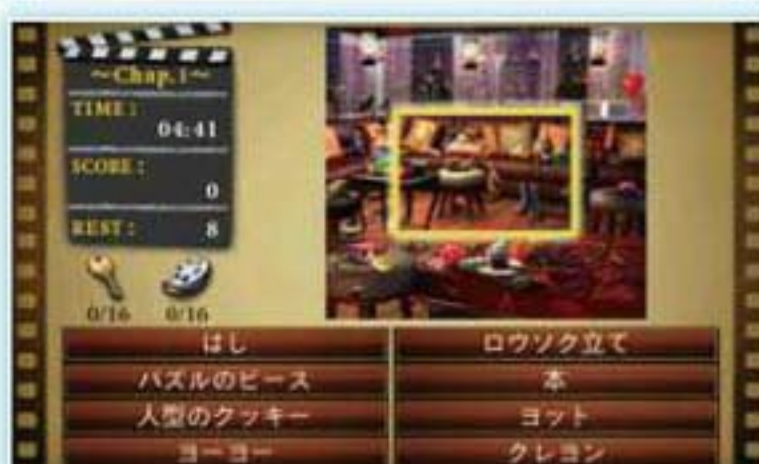 ～Chap.1～
TIME:
04:41
SCORE:
0
REST:
8
0/16 0/16
はし ロウソク立て
パズルのピース 本
人型のクッキー ヨット
ヨーヨー クレヨン